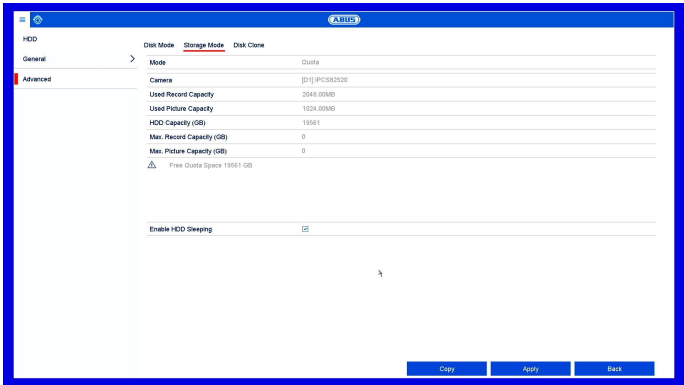 ABUS
HDD
General
Advanced
Disk Mode Storage Mode Disk Clone
Mode Quota
Camera [D1] IPCS82520
Used Record Capacity 2048.00MB
Used Picture Capacity 1024.00MB
HDD Capacity (GB) 19561
Max. Record Capacity (GB) 0
Max. Picture Capacity (GB) 0
Free Quota Space 19561 GB
Enable HDD Sleeping
Copy Apply Back